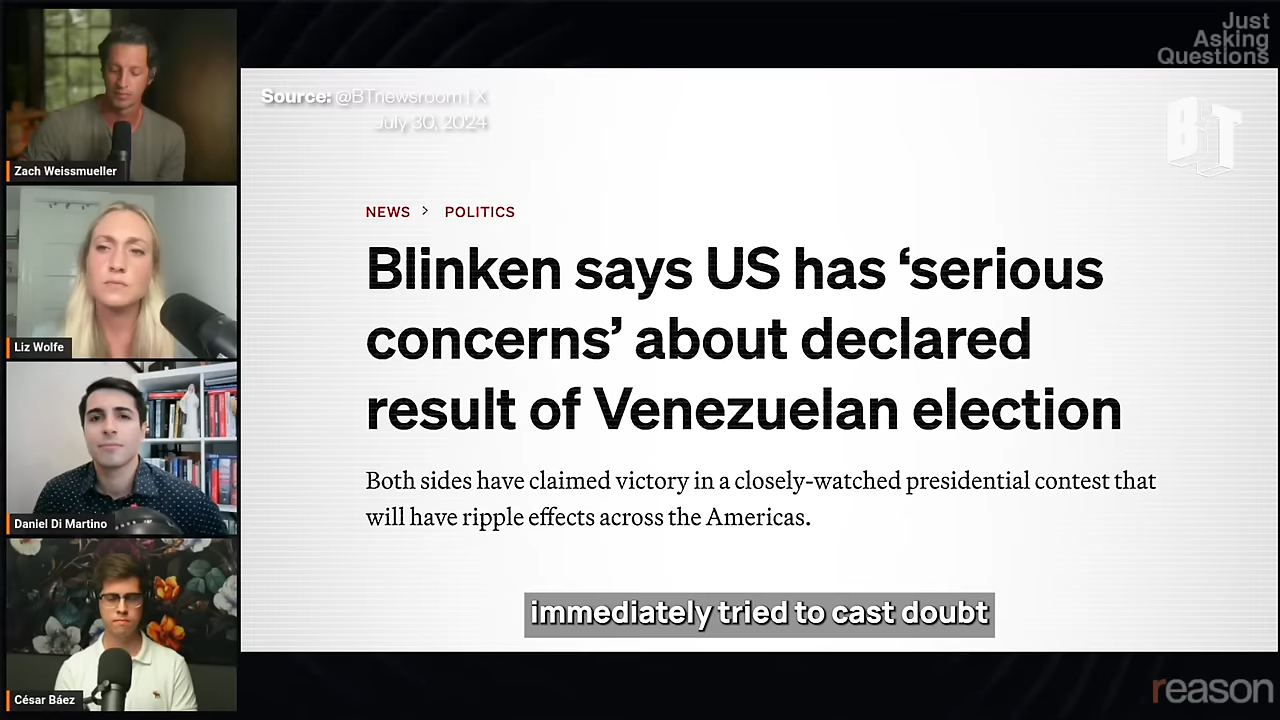 Just
Asking
Questions
Source: @BTnewsroom | X
July 30, 2024
BT
NEWS > POLITICS
Blinken says US has ‘serious
concerns’ about declared
result of Venezuelan election
Both sides have claimed victory in a closely-watched presidential contest that
will have ripple effects across the Americas.
immediately tried to cast doubt
Zach Weissmueller
Liz Wolfe
Daniel Di Martino
César Báez
reason